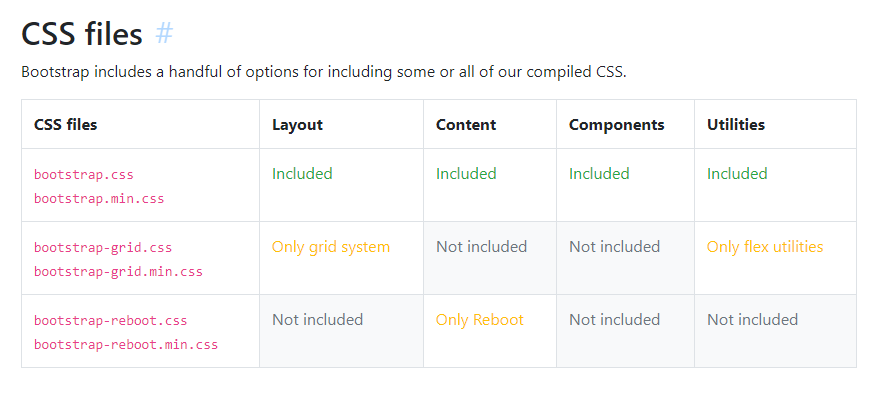 CSS files #
Bootstrap includes a handful of options for including some or all of our compiled CSS.
CSS files Layout Content Components Utilities
bootstrap.css Included Included Included Included
bootstrap.min.css
bootstrap-grid.css Only grid system Not included Not included Only flex utilities
bootstrap-grid.min.css
bootstrap-reboot.css Not included Only Reboot Not included Not included
bootstrap-reboot.min.css